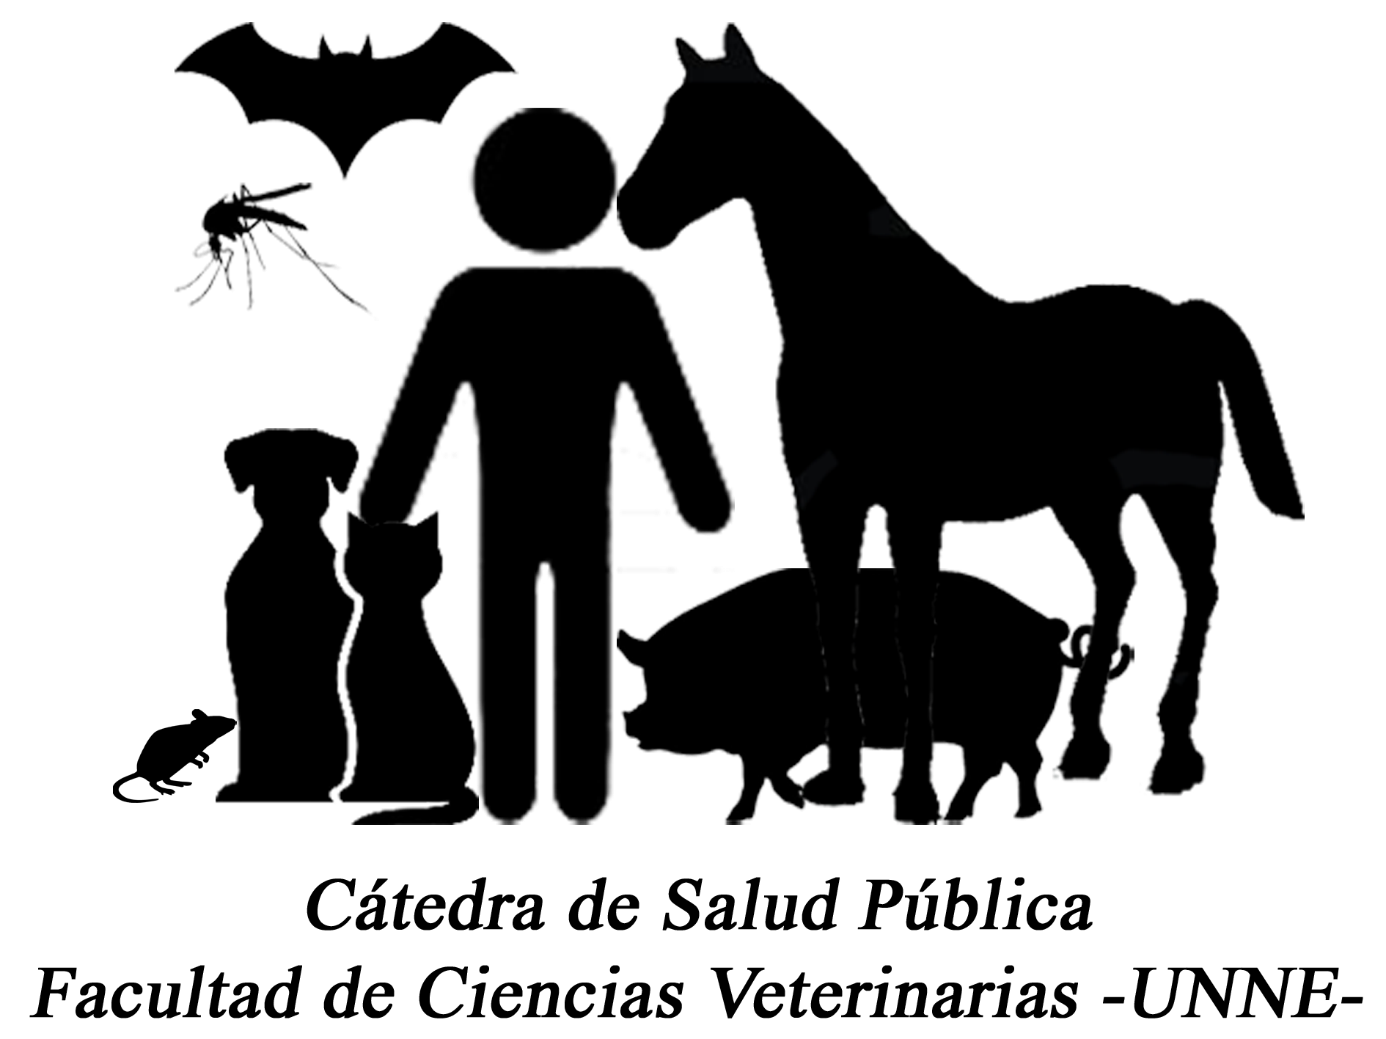 Cátedra de Salud Pública
Facultad de Ciencias Veterinarias -UNNE-